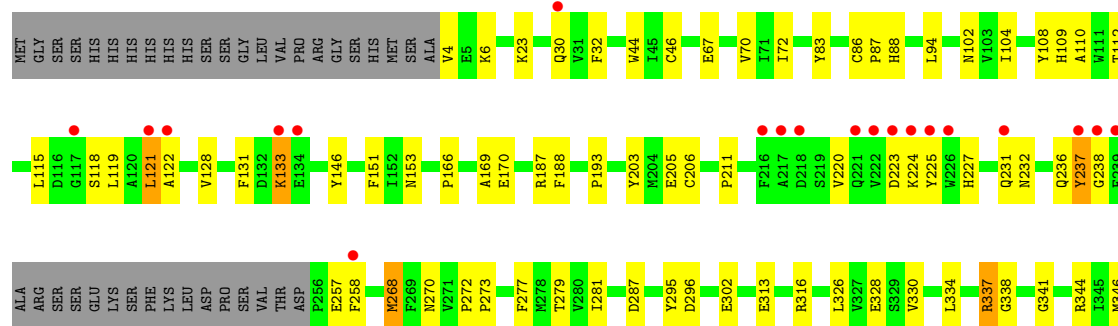 MET GLY SER SER HIS HIS HIS HIS HIS HIS SER SER GLY LEU VAL PRO ARG GLY SER HIS MET SER ALA V4 E5 K6 K23 Q30 V31 F32 W44 I45 C46 E67 V70 I71 I72 Y83 C86 P87 H88 L94 N102 V103 I104 Y108 H109 A110 W111
L115 D116 G117 S118 L119 A120 L121 A122 V128 F131 D132 K133 E134 Y146 F151 I152 N153 P166 A169 E170 R187 F188 P193 Y203 M204 E205 C206 P211 F216 A217 D218 S219 V220 Q221 V222 D223 K224 Y225 W226 H227 Q231 N232 Q236 Y237 G238
ALA ARG SER SER GLU LYS SER PHE LYS LEU ASP PRO SER VAL THR ASP P256 E257 F258 M268 F269 N270 V271 P272 P273 F277 M278 T279 V280 I281 D287 Y295 D296 E302 E313 R316 L326 V327 E328 S329 V330 L334 R337 G338 G341 R344 I345